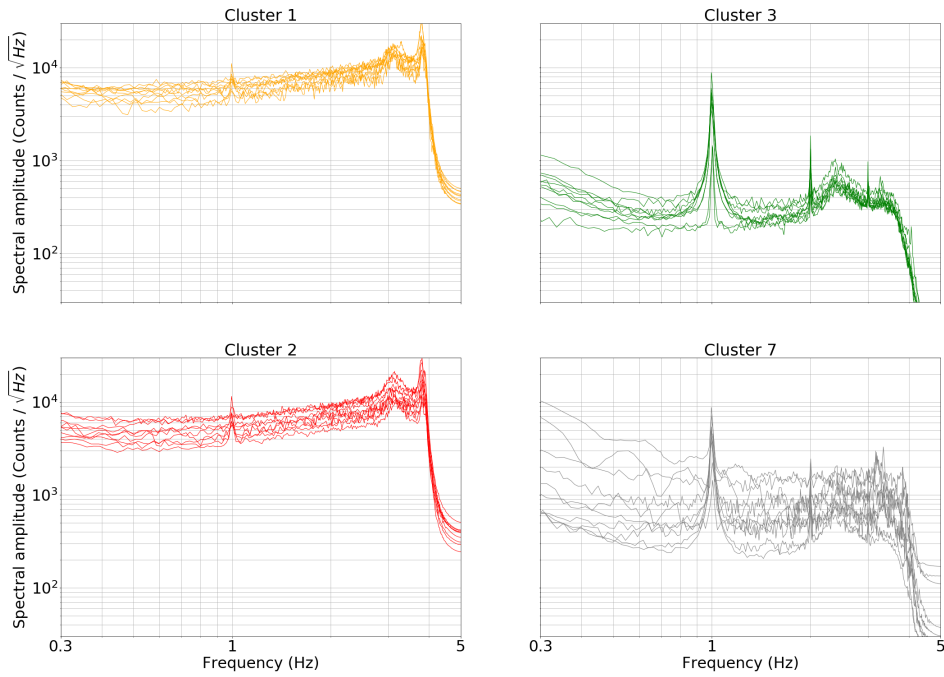 Cluster 1
Spectral amplitude (Counts / √Hz)
10⁴
10³
10²
Cluster 3
Cluster 2
Spectral amplitude (Counts / √Hz)
10⁴
10³
10²
0.3
1
5
Frequency (Hz)
Cluster 7
0.3
1
5
Frequency (Hz)